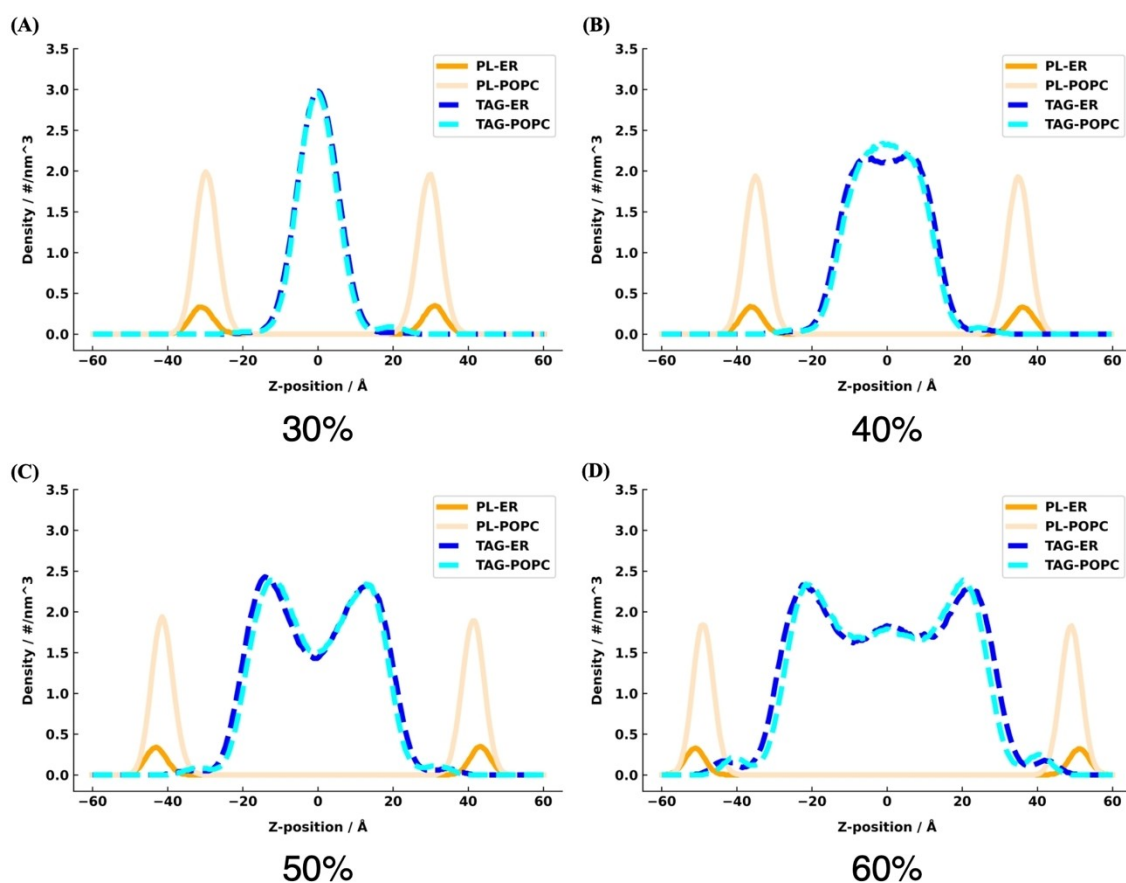 (A)
3.5
3.0
2.5
2.0
1.5
1.0
0.5
0.0
Density / #/nm^3
PL-ER
PL-POPC
TAG-ER
TAG-POPC
−60 −40 −20 0 20 40 60
Z-position / Å
30%
(B)
3.5
3.0
2.5
2.0
1.5
1.0
0.5
0.0
Density / #/nm^3
PL-ER
PL-POPC
TAG-ER
TAG-POPC
−60 −40 −20 0 20 40 60
Z-position / Å
40%
(C)
3.5
3.0
2.5
2.0
1.5
1.0
0.5
0.0
Density / #/nm^3
PL-ER
PL-POPC
TAG-ER
TAG-POPC
−60 −40 −20 0 20 40 60
Z-position / Å
50%
(D)
3.5
3.0
2.5
2.0
1.5
1.0
0.5
0.0
Density / #/nm^3
PL-ER
PL-POPC
TAG-ER
TAG-POPC
−60 −40 −20 0 20 40 60
Z-position / Å
60%